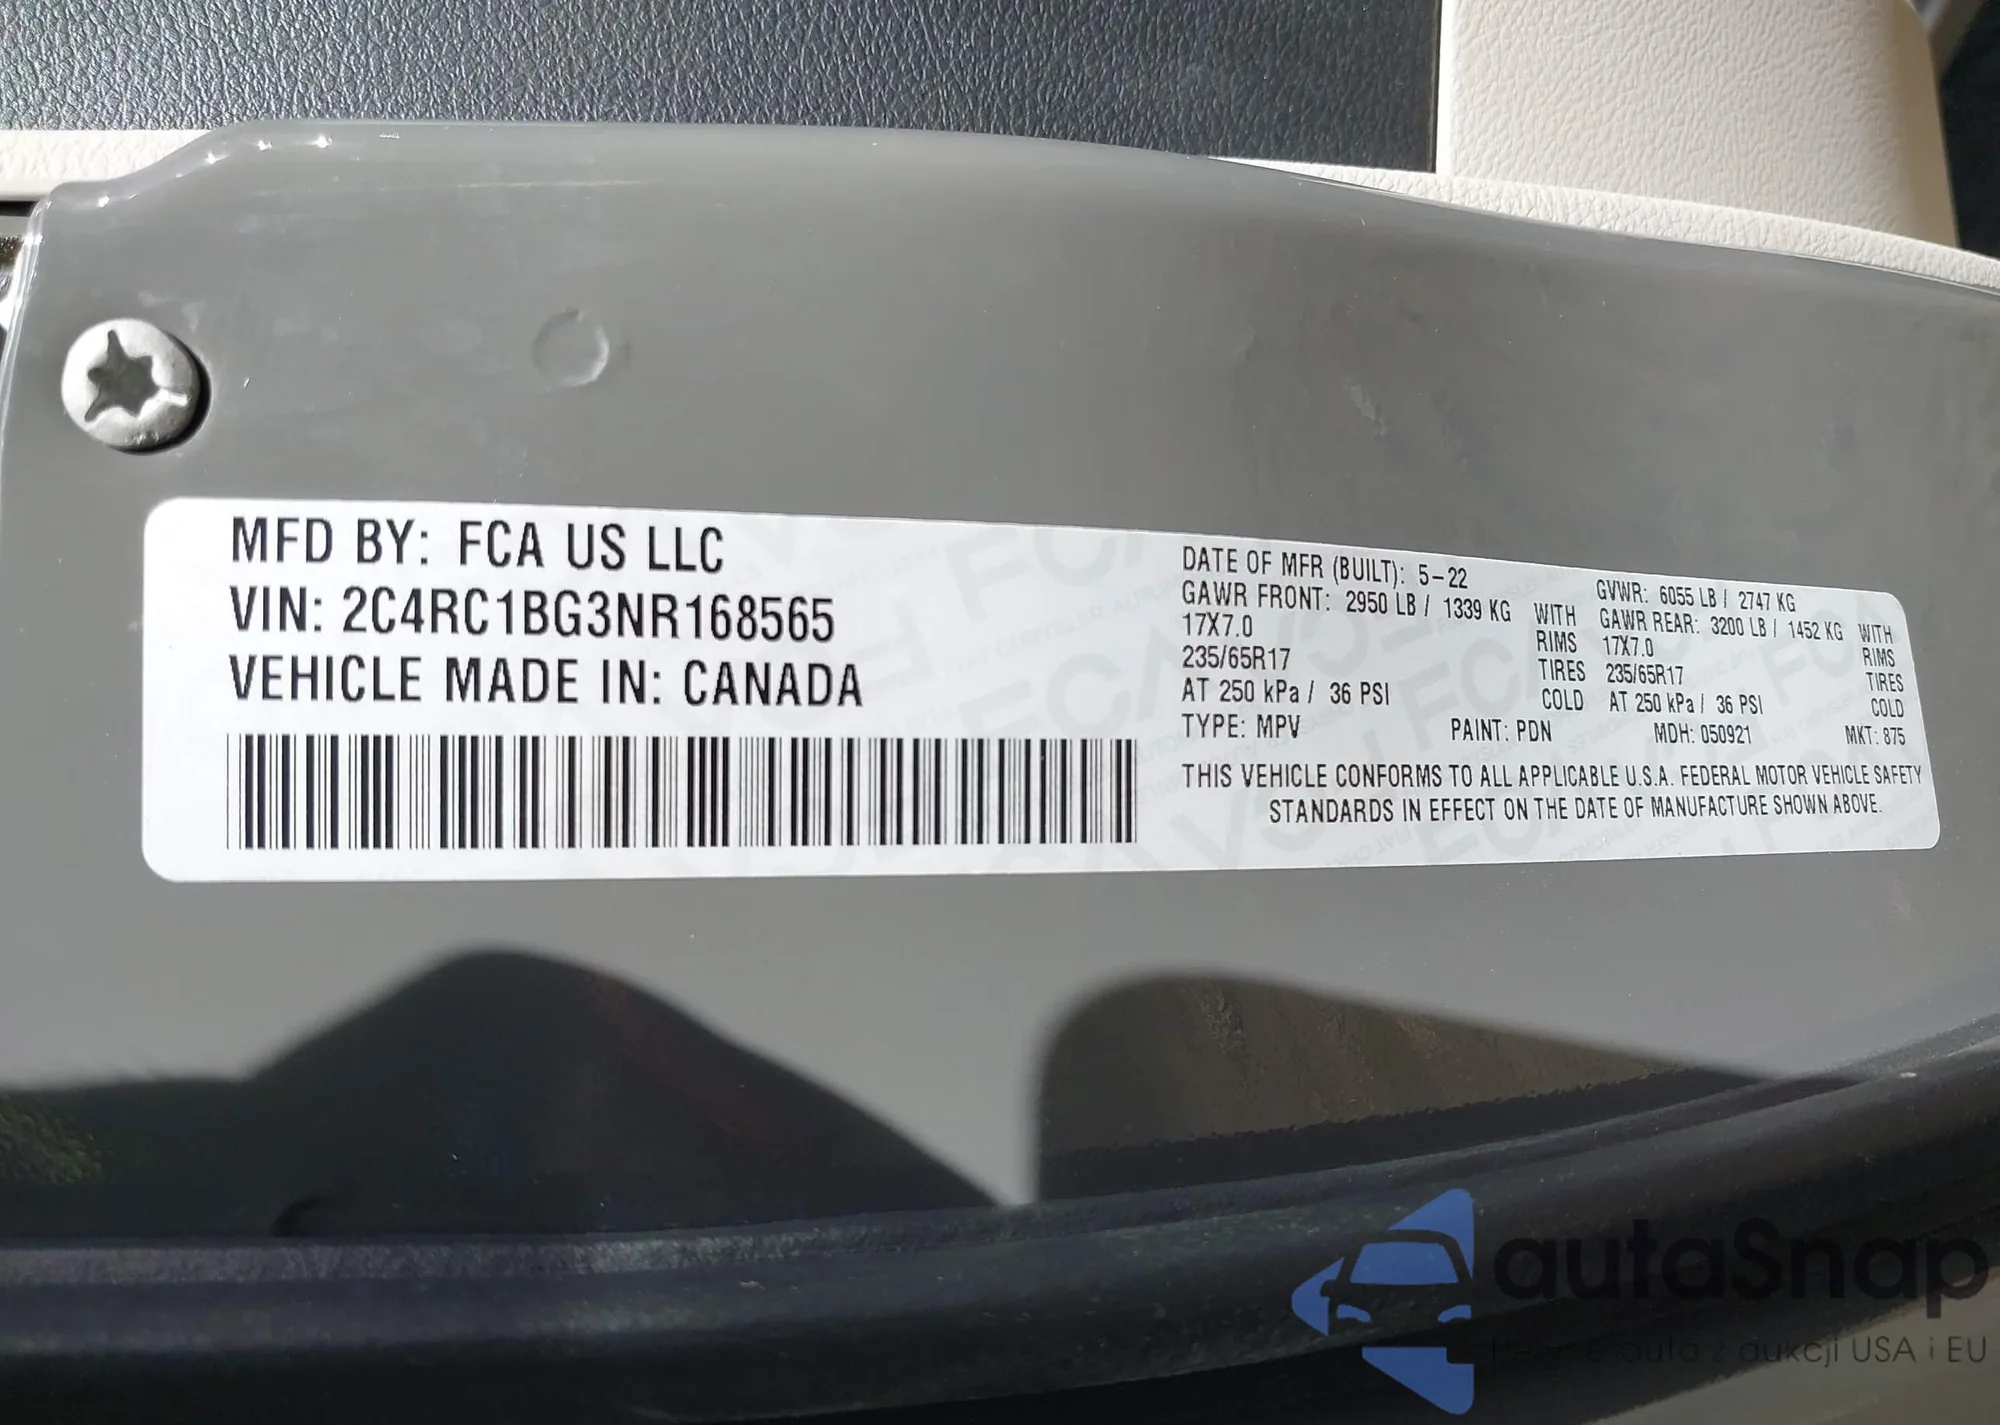 MFD BY: FCA US LLC
VIN: 2C4RC1BG3NR168565
VEHICLE MADE IN: CANADA
DATE OF MFR (BUILT): 5-22 GVWR: 6055 LB / 2747 KG
GAWR FRONT: 2950 LB / 1339 KG WITH GAWR REAR: 3200 LB / 1452 KG WITH
17X7.0 RIMS 17X7.0 RIMS
235/65R17 TIRES 235/65R17 TIRES
AT 250 kPa / 36 PSI COLD AT 250 kPa / 36 PSI COLD
TYPE: MPV PAINT: PDN MDH: 050921 MKT: 875
THIS VEHICLE CONFORMS TO ALL APPLICABLE U.S.A. FEDERAL MOTOR VEHICLE SAFETY
STANDARDS IN EFFECT ON THE DATE OF MANUFACTURE SHOWN ABOVE.
autaSnap
auta z aukcji USA i EU